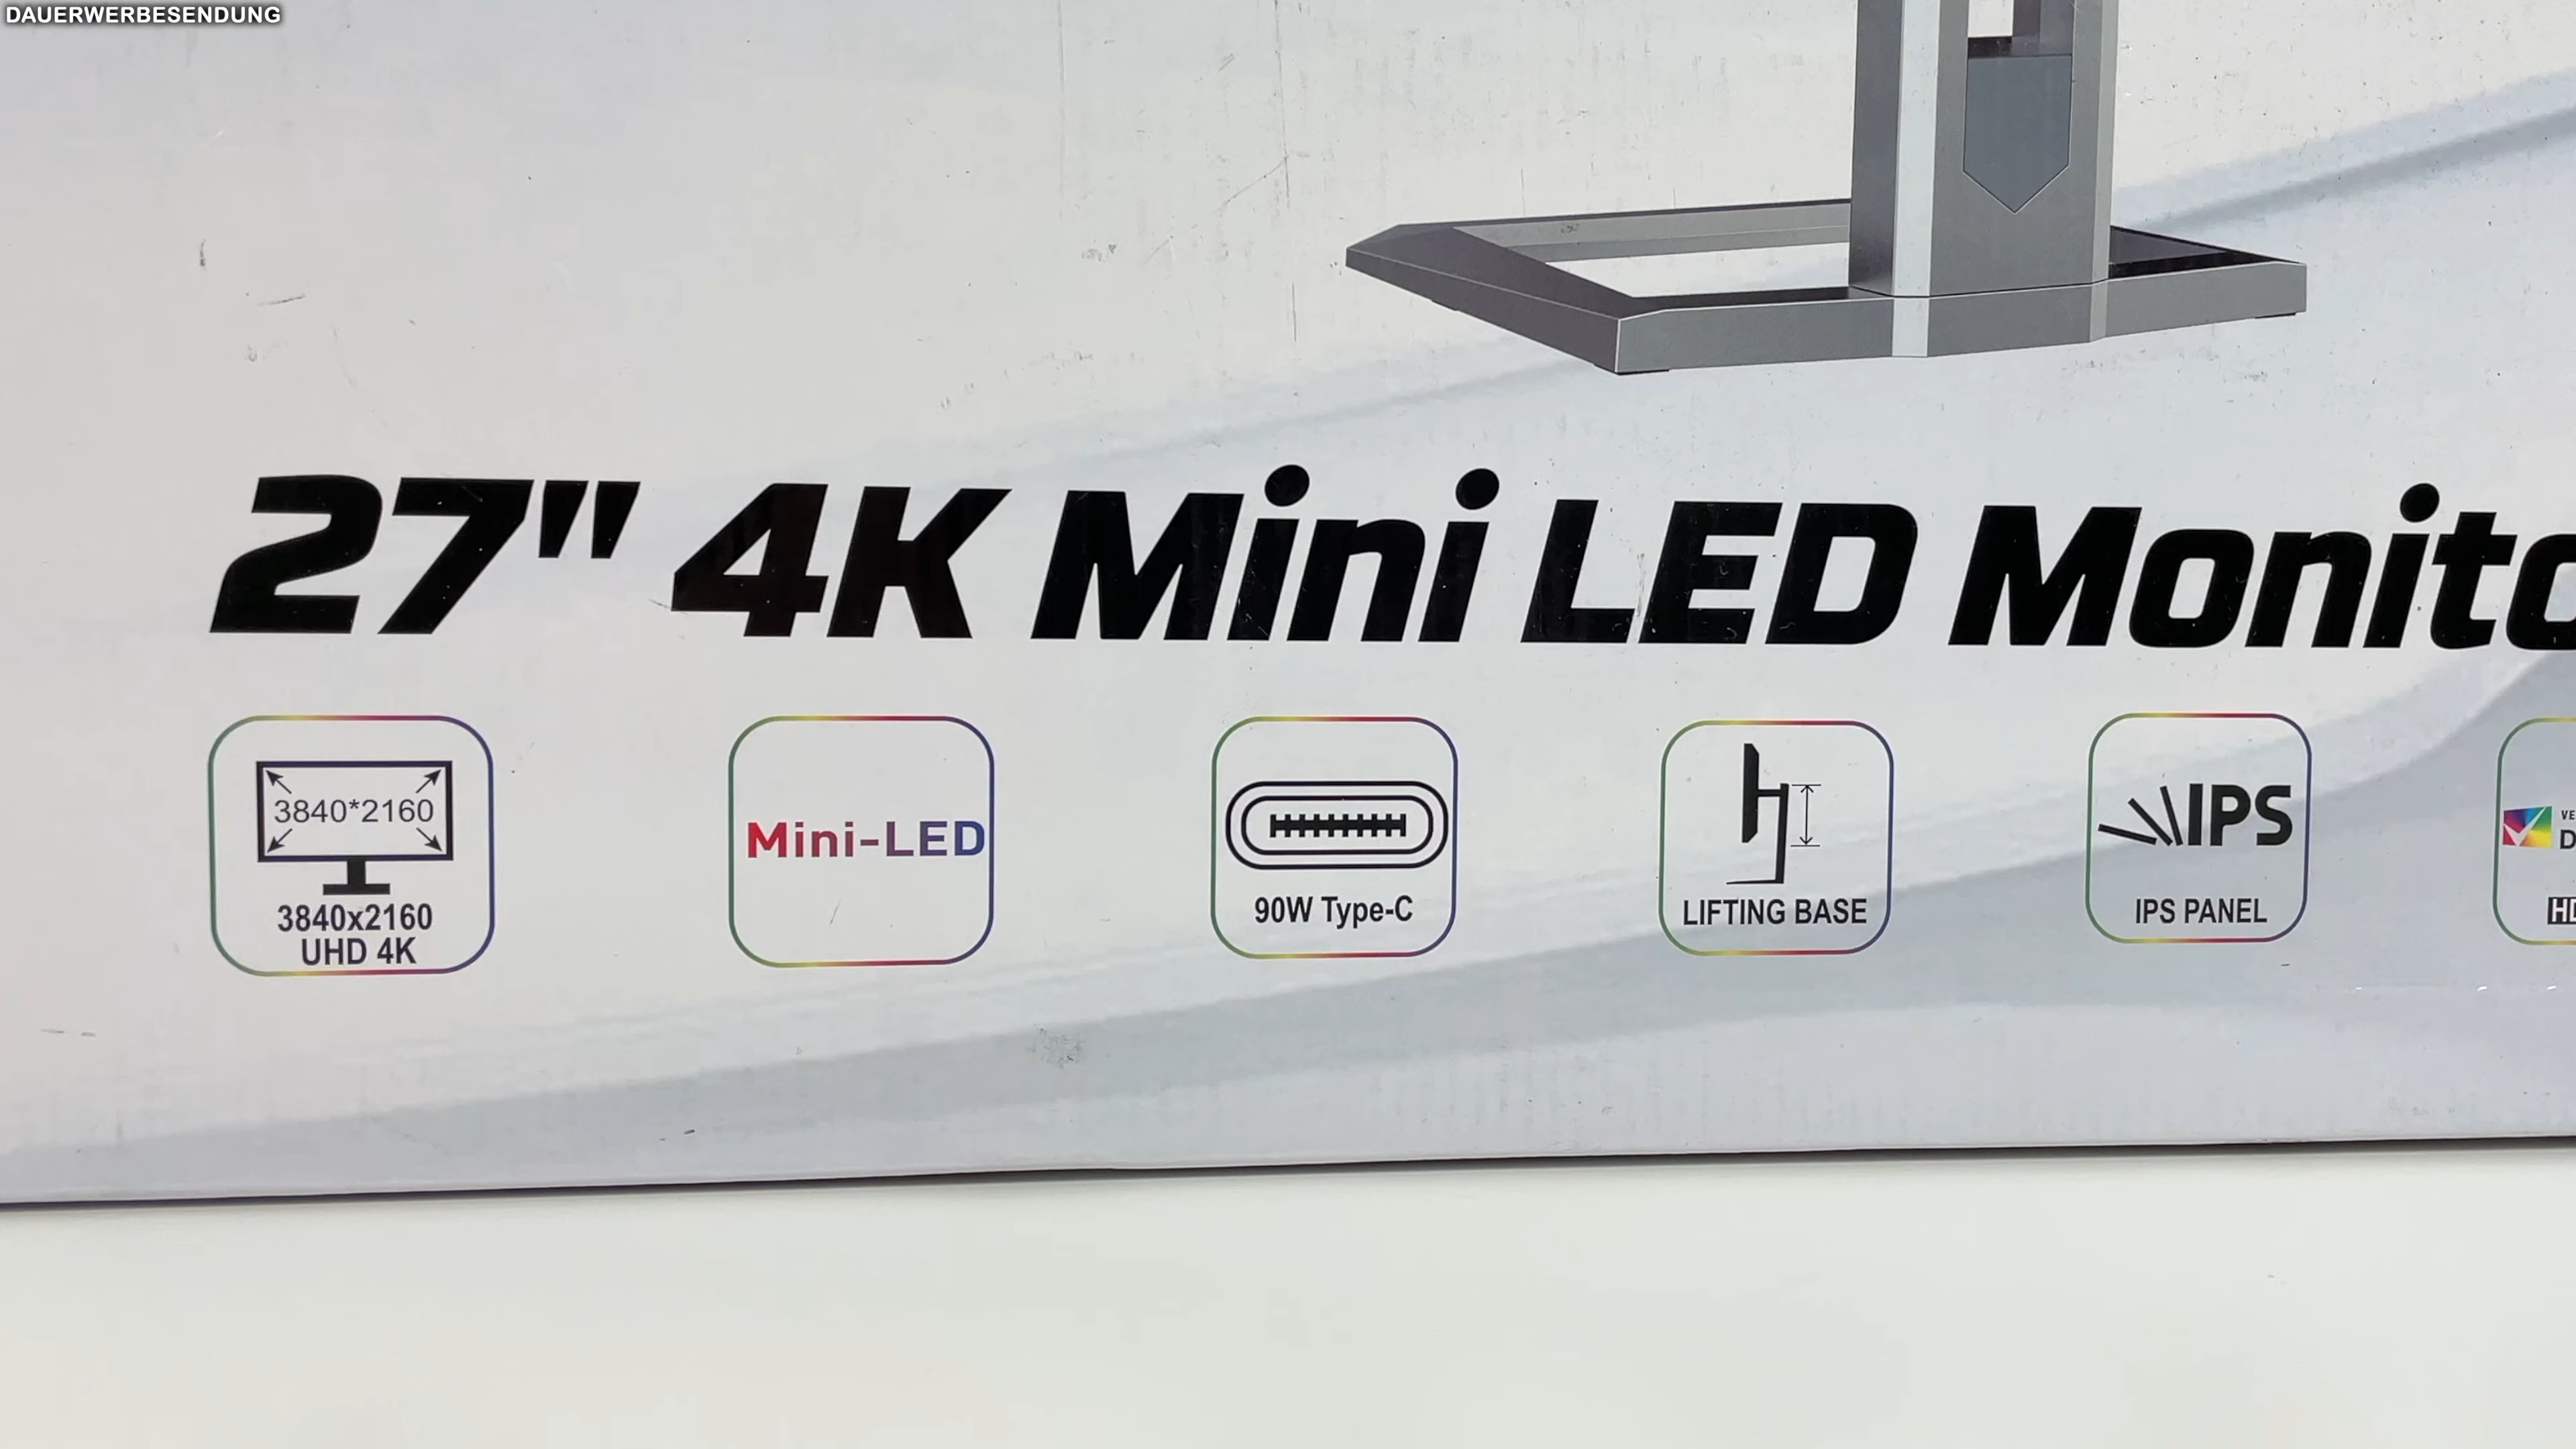 DAUERWERBESENDUNG
27" 4K Mini LED Monito
3840*2160
3840x2160
UHD 4K
Mini-LED
90W Type-C
LIFTING BASE
IPS
IPS PANEL